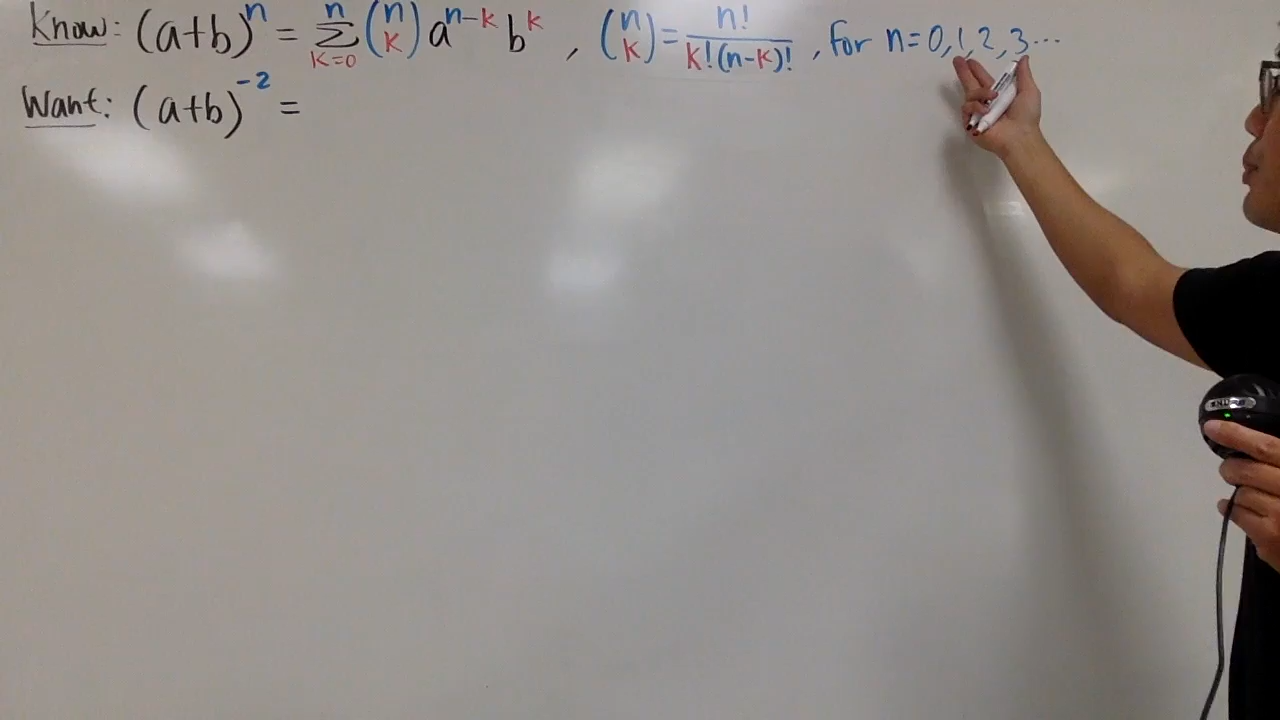 Know: (a+b)^n = Σ_{k=0}^{n} (n k) a^{n-k} b^k , (n k) = n!/(k!(n-k)!) , for n=0,1,2,3...
Want: (a+b)^{-2} =